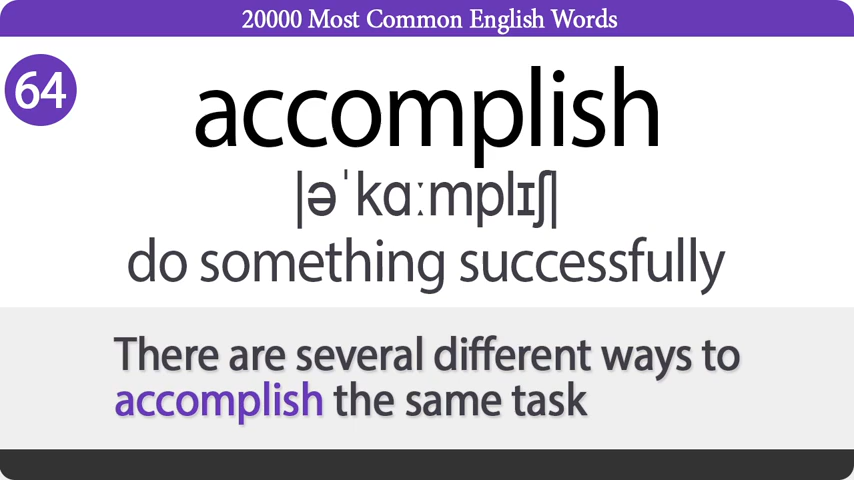 20000 Most Common English Words
64
accomplish
|əˈkɑːmplɪʃ|
do something successfully
There are several different ways to
accomplish the same task